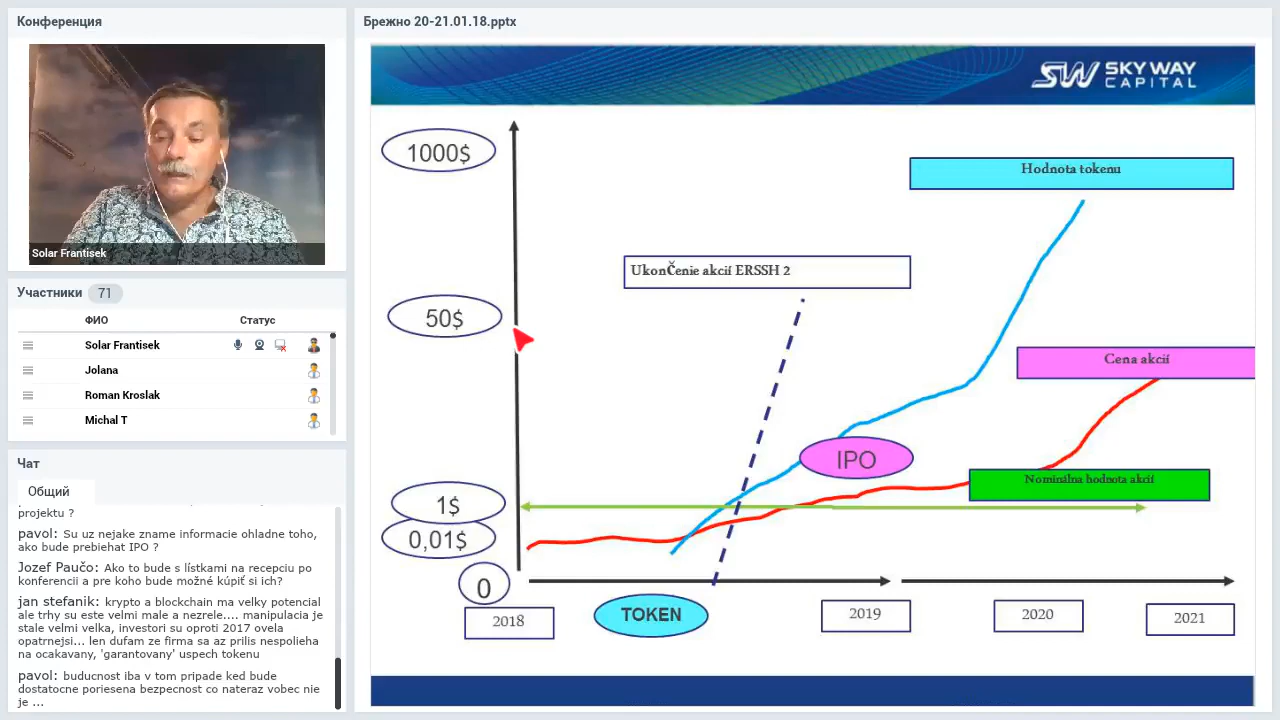 Конференция
Solar Frantisek
Участники 71
ФИО Статус
Solar Frantisek
Jolana
Roman Kroslak
Michal T
Чат
Общий
projektu ?
pavol: Su uz nejake zname informacie ohladne toho,
ako bude prebiehat IPO ?
Jozef Paučo: Ako to bude s lístkami na recepciu po
konferencii a pre koho bude možné kúpiť si ich?
jan stefanik: krypto a blockchain ma velky potencial
ale trhy su este velmi male a nezrele.... manipulacia je
stale velmi velka, investori su oproti 2017 ovela
opatrnejsi... len dufam ze firma sa az prilis nespolieha
na ocakavany, 'garantovany' uspech tokenu
pavol: buducnost iba v tom pripade ked bude
dostatocne poriesena bezpecnost co nateraz vobec nie
je ...
Брежно 20-21.01.18.pptx
SW SKY WAY
CAPITAL
1000$
Hodnota tokenu
UkonČenie akcií ERSSH 2
50$
Cena akcií
IPO
Nominálna hodnota akcií
1$
0,01$
0
2018
TOKEN
2019
2020
2021